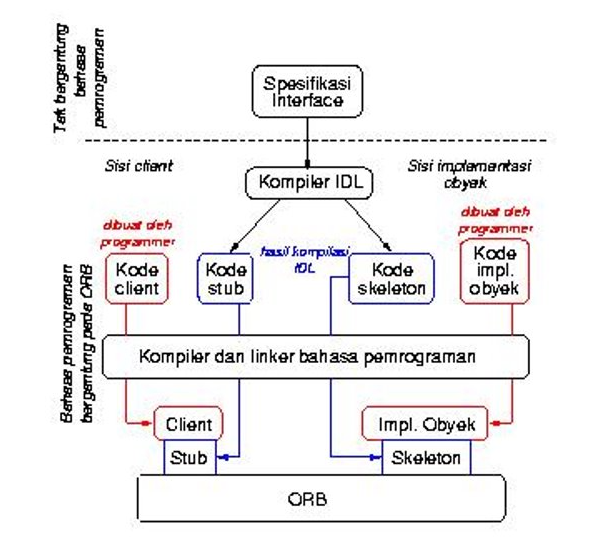 Tak bergantung
bahasa
pemrograman
Spesifikasi
Interface
Sisi client
Sisi implementasi
obyek
Kompiler IDL
dibuat oleh
programmer
dibuat oleh
programmer
hasil kompilasi
IDL
Kode
client
Kode
stub
Kode
skeleton
Kode
impl.
obyek
Bahasa pemrograman
bergantung pada ORB
Kompiler dan linker bahasa pemrograman
Client
Impl. Obyek
Stub
Skeleton
ORB